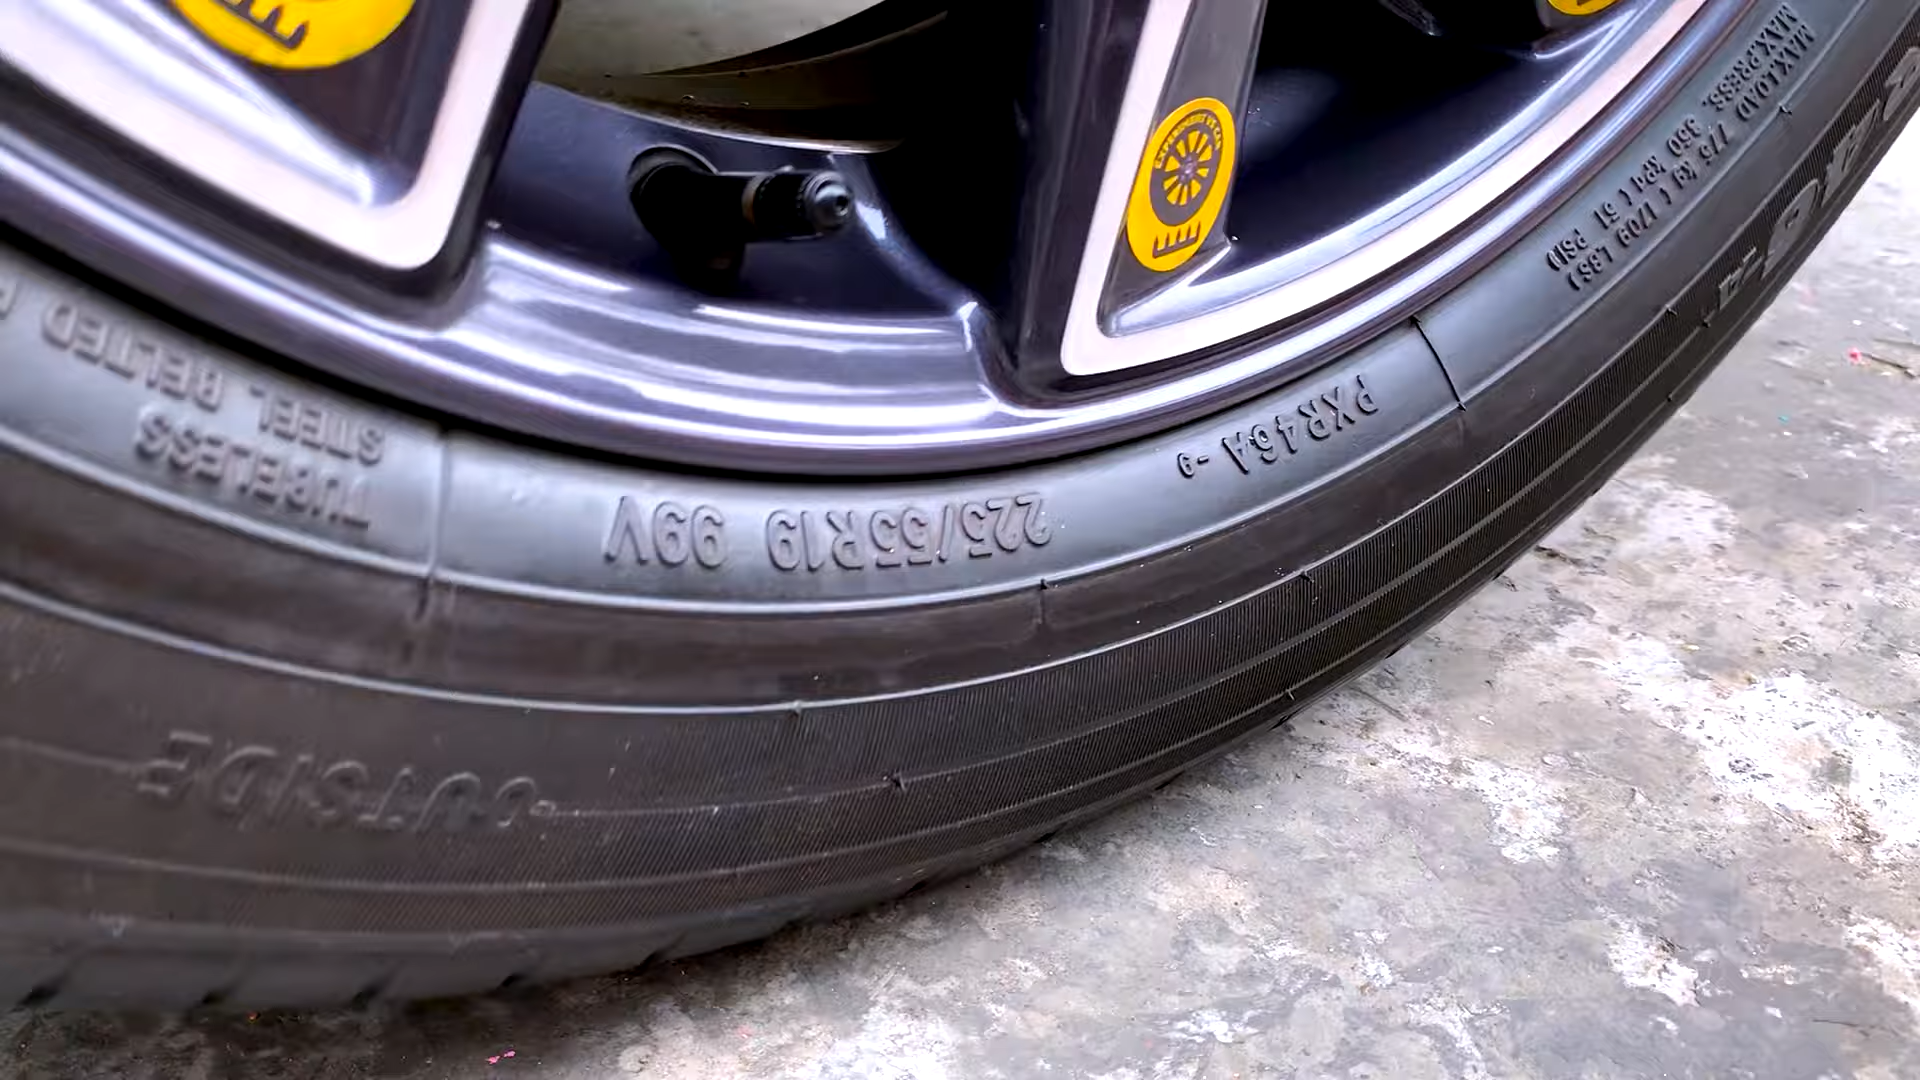 STEEL BELTED
TUBELESS
225/55R19 99V
PXR46A -9
MAX.LOAD 775 kg ( 1709 LBS )
MAX.PRESS. 350 kPa ( 51 PSI )
OUTSIDE